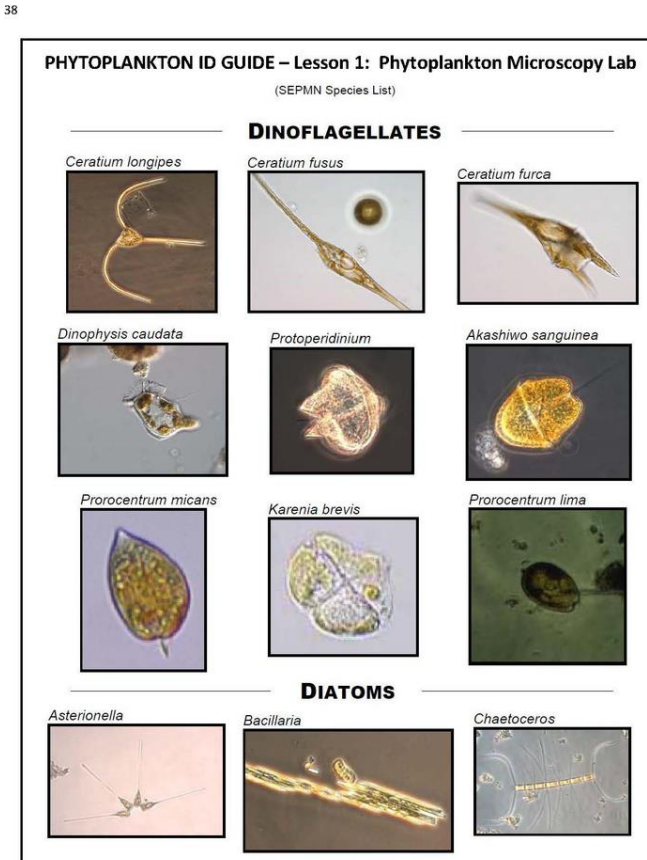 38
PHYTOPLANKTON ID GUIDE – Lesson 1: Phytoplankton Microscopy Lab
(SEPMN Species List)
DINOFLAGELLATES
Ceratium longipes
Ceratium fusus
Ceratium furca
Dinophysis caudata
Protoperidinium
Akashiwo sanguinea
Prorocentrum micans
Karenia brevis
Prorocentrum lima
DIATOMS
Asterionella
Bacillaria
Chaetoceros